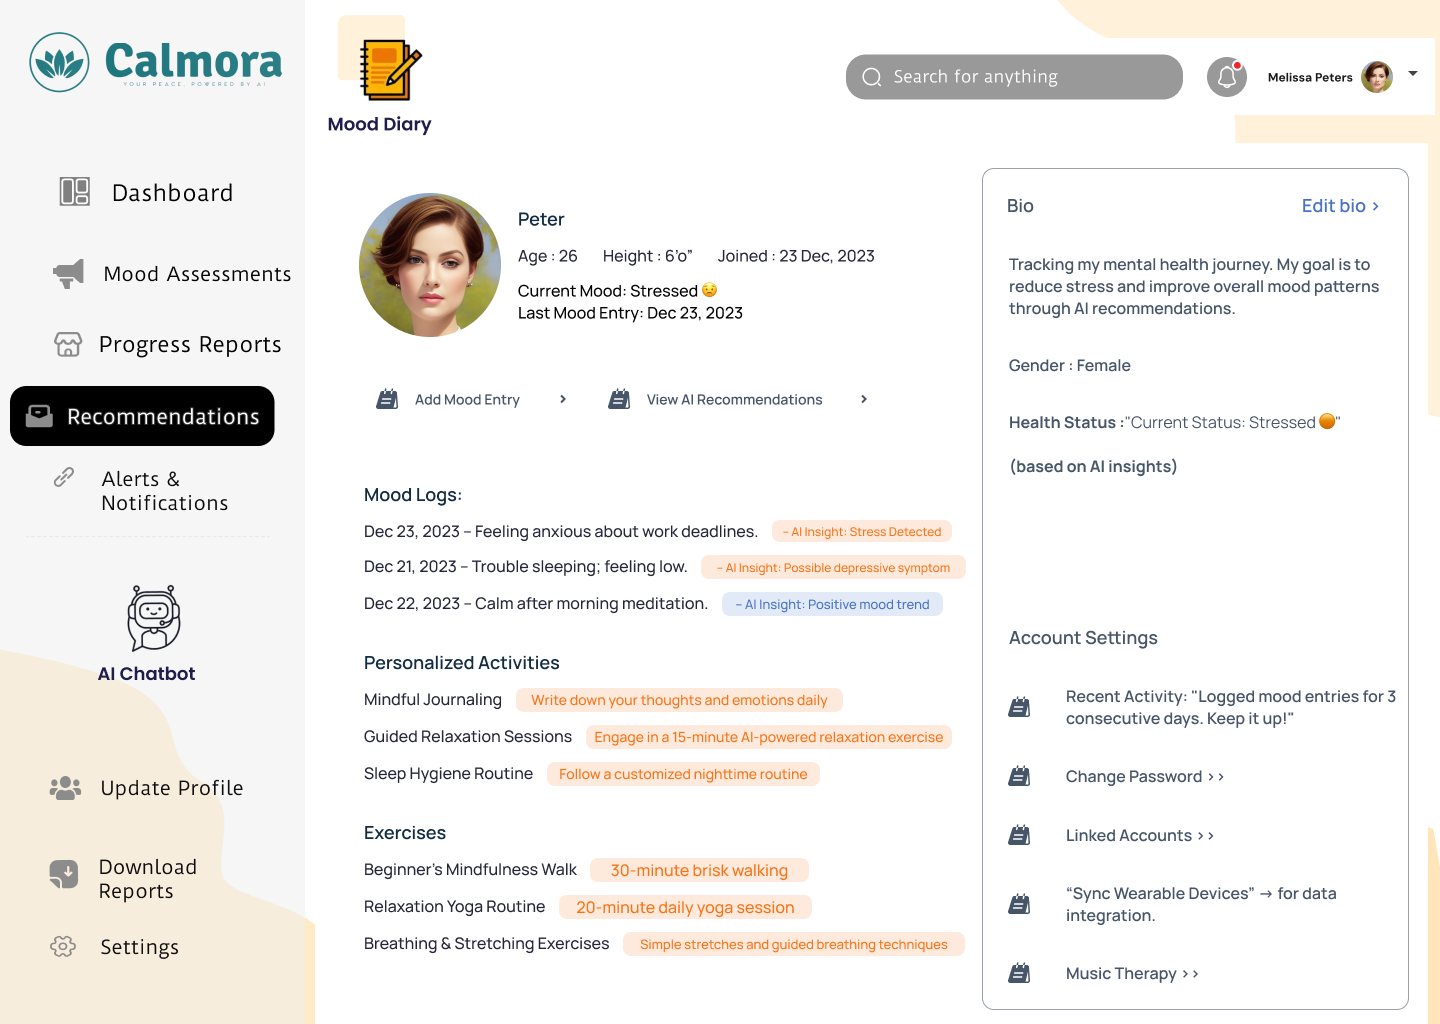 Calmora
YOUR PEACE, POWERED BY AI
Dashboard
Mood Assessments
Progress Reports
Recommendations
Alerts &
Notifications
AI Chatbot
Update Profile
Download
Reports
Settings
Mood Diary
Search for anything
Melissa Peters
Peter
Age : 26 Height : 6’o” Joined : 23 Dec, 2023
Current Mood: Stressed 😟
Last Mood Entry: Dec 23, 2023
Add Mood Entry >
View AI Recommendations >
Mood Logs:
Dec 23, 2023 – Feeling anxious about work deadlines. – AI Insight: Stress Detected
Dec 21, 2023 – Trouble sleeping; feeling low. – AI Insight: Possible depressive symptom
Dec 22, 2023 – Calm after morning meditation. – AI Insight: Positive mood trend
Personalized Activities
Mindful Journaling Write down your thoughts and emotions daily
Guided Relaxation Sessions Engage in a 15-minute AI-powered relaxation exercise
Sleep Hygiene Routine Follow a customized nighttime routine
Exercises
Beginner’s Mindfulness Walk 30-minute brisk walking
Relaxation Yoga Routine 20-minute daily yoga session
Breathing & Stretching Exercises Simple stretches and guided breathing techniques
Bio Edit bio >
Tracking my mental health journey. My goal is to
reduce stress and improve overall mood patterns
through AI recommendations.
Gender : Female
Health Status :"Current Status: Stressed 🟠"
(based on AI insights)
Account Settings
Recent Activity: "Logged mood entries for 3
consecutive days. Keep it up!"
Change Password >>
Linked Accounts >>
“Sync Wearable Devices” → for data
integration.
Music Therapy >>